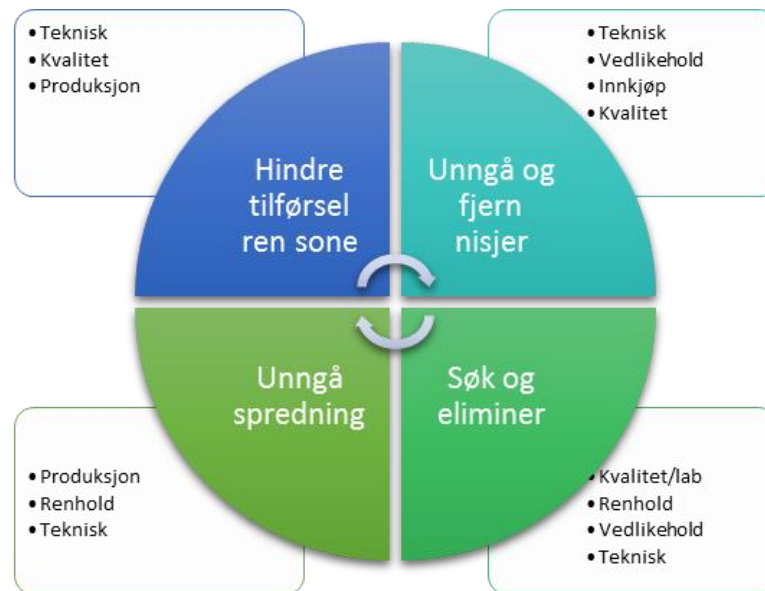 • Teknisk
• Kvalitet
• Produksjon
• Teknisk
• Vedlikehold
• Innkjøp
• Kvalitet
Hindre
tilførsel
ren sone
Unngå og
fjern
nisjer
Unngå
spredning
Søk og
eliminer
• Produksjon
• Renhold
• Teknisk
• Kvalitet/lab
• Renhold
• Vedlikehold
• Teknisk